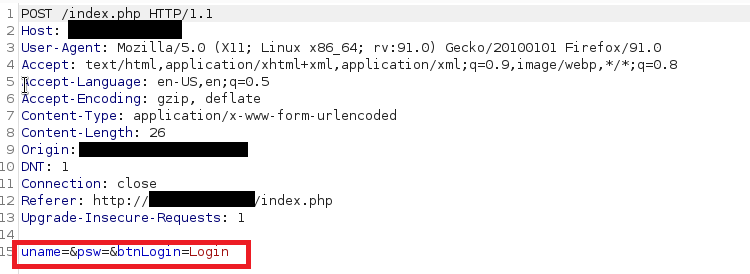 1 POST /index.php HTTP/1.1
2 Host:
3 User-Agent: Mozilla/5.0 (X11; Linux x86_64; rv:91.0) Gecko/20100101 Firefox/91.0
4 Accept: text/html,application/xhtml+xml,application/xml;q=0.9,image/webp,*/*;q=0.8
5 Accept-Language: en-US,en;q=0.5
6 Accept-Encoding: gzip, deflate
7 Content-Type: application/x-www-form-urlencoded
8 Content-Length: 26
9 Origin:
10 DNT: 1
11 Connection: close
12 Referer: http:///index.php
13 Upgrade-Insecure-Requests: 1
14
15 uname=&psw=&btnLogin=Login